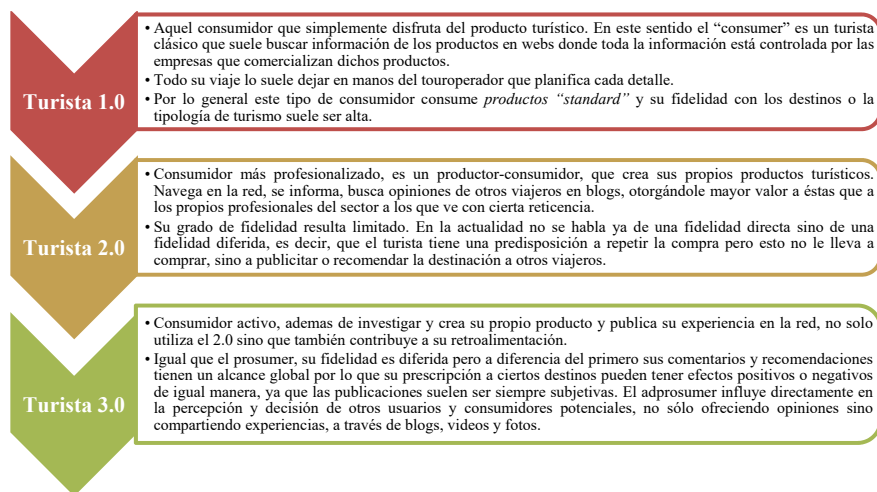 Turista 1.0
• Aquel consumidor que simplemente disfruta del producto turístico. En este sentido el “consumer” es un turista
clásico que suele buscar información de los productos en webs donde toda la información está controlada por las
empresas que comercializan dichos productos.
• Todo su viaje lo suele dejar en manos del touroperador que planifica cada detalle.
• Por lo general este tipo de consumidor consume productos “standard” y su fidelidad con los destinos o la
tipología de turismo suele ser alta.
Turista 2.0
• Consumidor más profesionalizado, es un productor-consumidor, que crea sus propios productos turísticos.
Navega en la red, se informa, busca opiniones de otros viajeros en blogs, otorgándole mayor valor a éstas que a
los propios profesionales del sector a los que ve con cierta reticencia.
• Su grado de fidelidad resulta limitado. En la actualidad no se habla ya de una fidelidad directa sino de una
fidelidad diferida, es decir, que el turista tiene una predisposición a repetir la compra pero esto no le lleva a
comprar, sino a publicitar o recomendar la destinación a otros viajeros.
Turista 3.0
• Consumidor activo, ademas de investigar y crea su propio producto y publica su experiencia en la red, no solo
utiliza el 2.0 sino que también contribuye a su retroalimentación.
• Igual que el prosumer, su fidelidad es diferida pero a diferencia del primero sus comentarios y recomendaciones
tienen un alcance global por lo que su prescripción a ciertos destinos pueden tener efectos positivos o negativos
de igual manera, ya que las publicaciones suelen ser siempre subjetivas. El adprosumer influye directamente en
la percepción y decisión de otros usuarios y consumidores potenciales, no sólo ofreciendo opiniones sino
compartiendo experiencias, a través de blogs, videos y fotos.